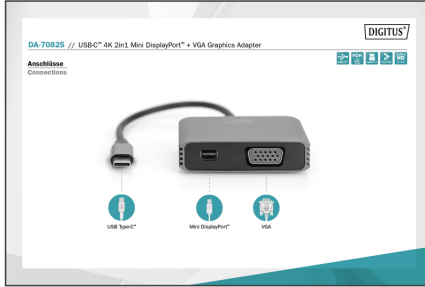 DIGITUS®
DA-70825 // USB-C™ 4K 2in1 Mini DisplayPort™ + VGA Graphics Adapter
Anschlüsse
Connections
USB Type-C™
Mini DisplayPort™
VGA